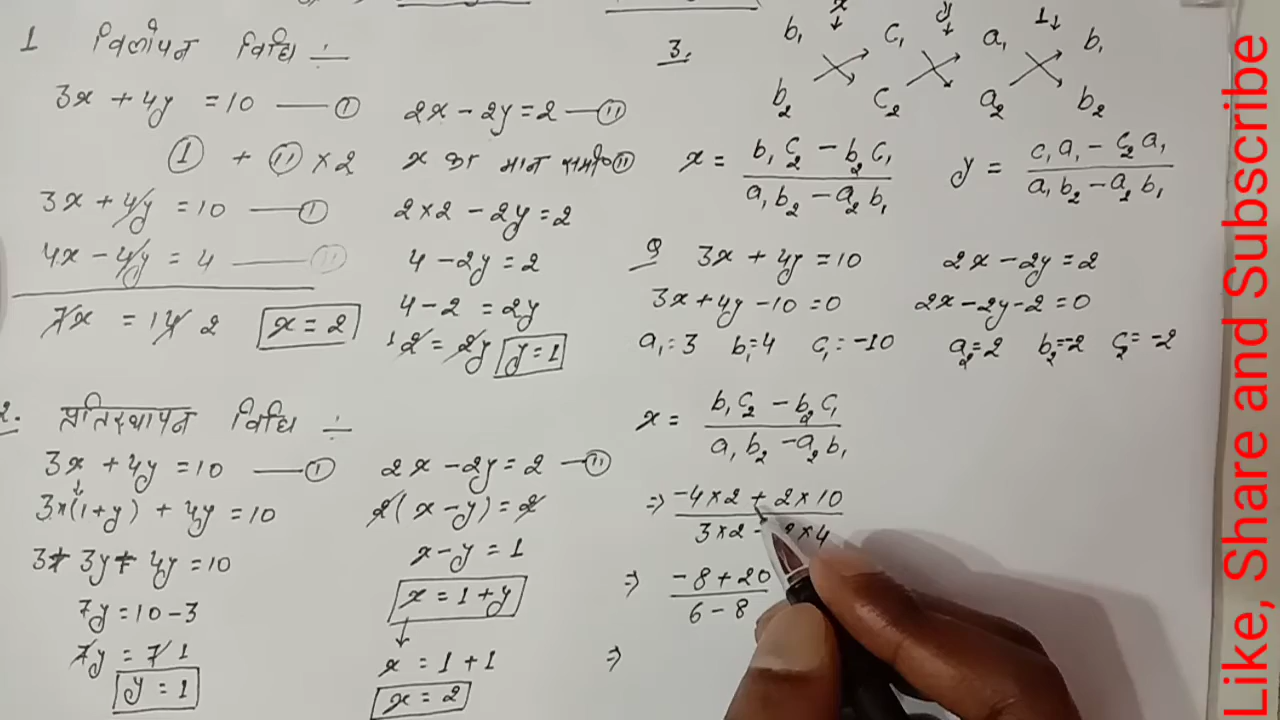 1 विलोपन विधि :-
3x + 4y = 10 —— (i)
2x - 2y = 2 — (ii)
(i) + (ii) × 2
x का मान समी० (ii)
3x + 4y = 10 —— (i)
4x - 4y = 4 —— (ii)
7x = 14 2 x = 2
2×2 - 2y = 2
4 - 2y = 2
4 - 2 = 2y
1 2 = 2y y = 1
2. प्रतिस्थापन विधि :-
3x + 4y = 10 —— (i)
2x - 2y = 2 — (ii)
3×(1+y) + 4y = 10
3+ 3y+ 4y = 10
7y = 10 - 3
7y = 7 1
y = 1
2(x - y) = 2
x - y = 1
x = 1 + y
x = 1 + 1
x = 2
3.
x y 1
b₁ c₁ a₁ b₁
b₂ c₂ a₂ b₂
x = b₁c₂ - b₂c₁ / a₁b₂ - a₂b₁
y = c₁a₁ - c₂a₁ / a₁b₂ - a₂b₁
Q 3x + 4y = 10 2x - 2y = 2
3x + 4y - 10 = 0 2x - 2y - 2 = 0
a₁ = 3 b₁ = 4 c₁ = -10 a₂ = 2 b₂ = -2 c₂ = -2
x = b₁c₂ - b₂c₁ / a₁b₂ - a₂b₁
⇒ -4×2 + 2×10 / 3×2 - ×4
⇒ -8 + 20 / 6 - 8
⇒
Like, Share and Subscribe